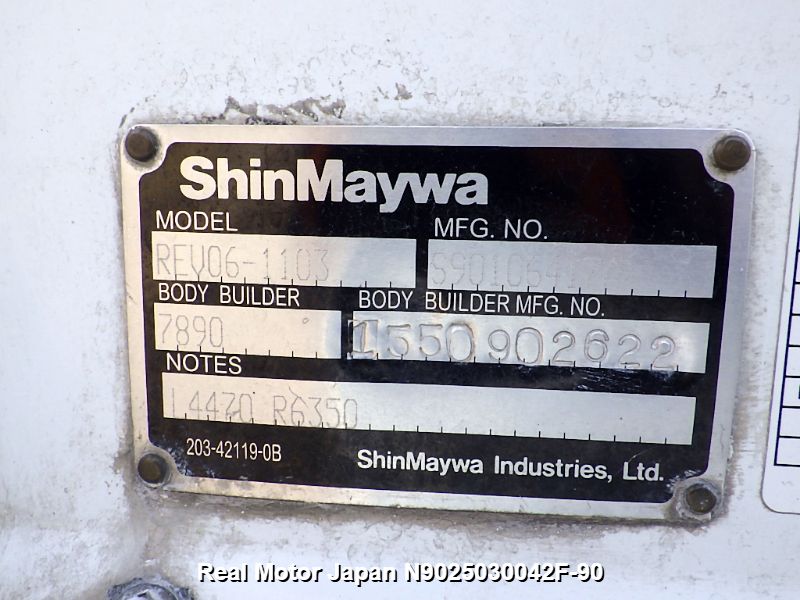 ShinMaywa
MODEL
MFG. NO.
REV06-1103
BODY BUILDER
BODY BUILDER MFG. NO.
7890
1550902622
NOTES
L4470 R6350
203-42119-0B
ShinMaywa Industries, Ltd.
Real Motor Japan N9025030042F-90